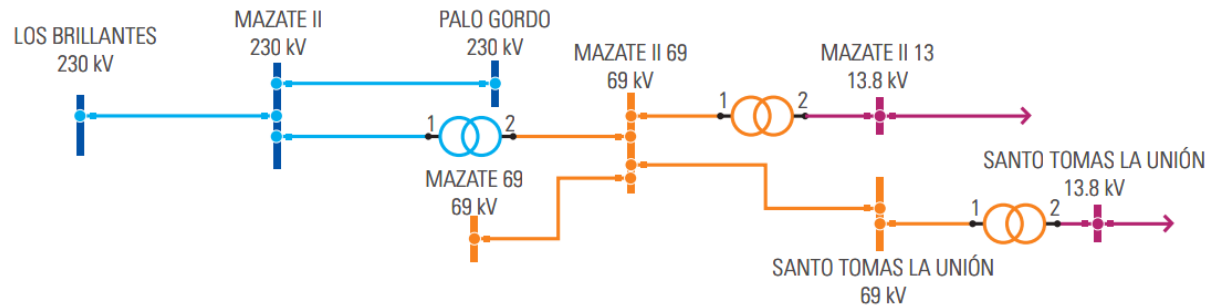 LOS BRILLANTES
230 kV
MAZATE II
230 kV
PALO GORDO
230 kV
MAZATE II 69
69 kV
MAZATE II 13
13.8 kV
1
2
1
2
MAZATE 69
69 kV
SANTO TOMAS LA UNIÓN
13.8 kV
1
2
SANTO TOMAS LA UNIÓN
69 kV